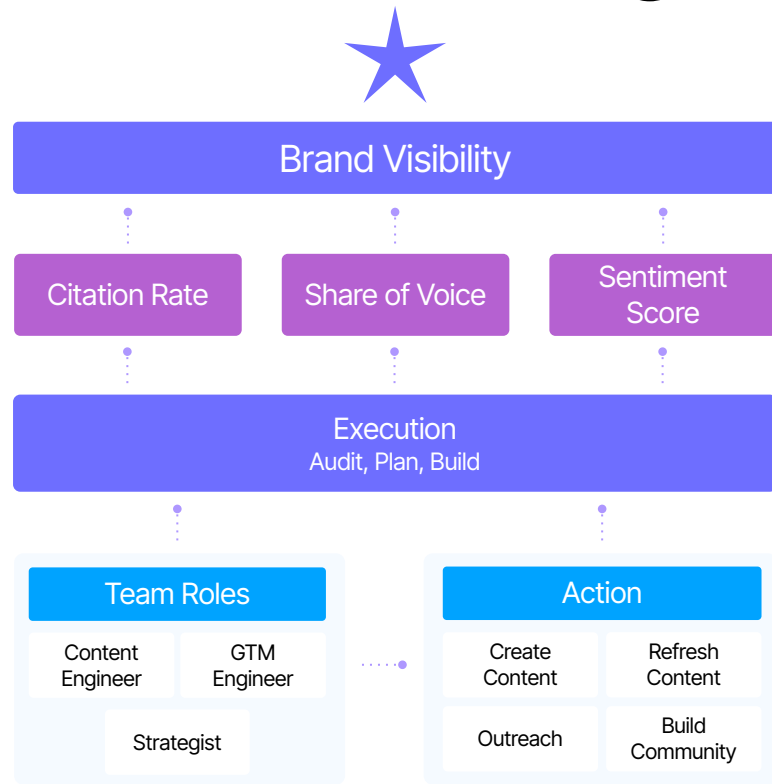 Brand Visibility
Citation Rate
Share of Voice
Sentiment
Score
Execution
Audit, Plan, Build
Team Roles
Content
Engineer
GTM
Engineer
Strategist
Action
Create
Content
Refresh
Content
Outreach
Build
Community